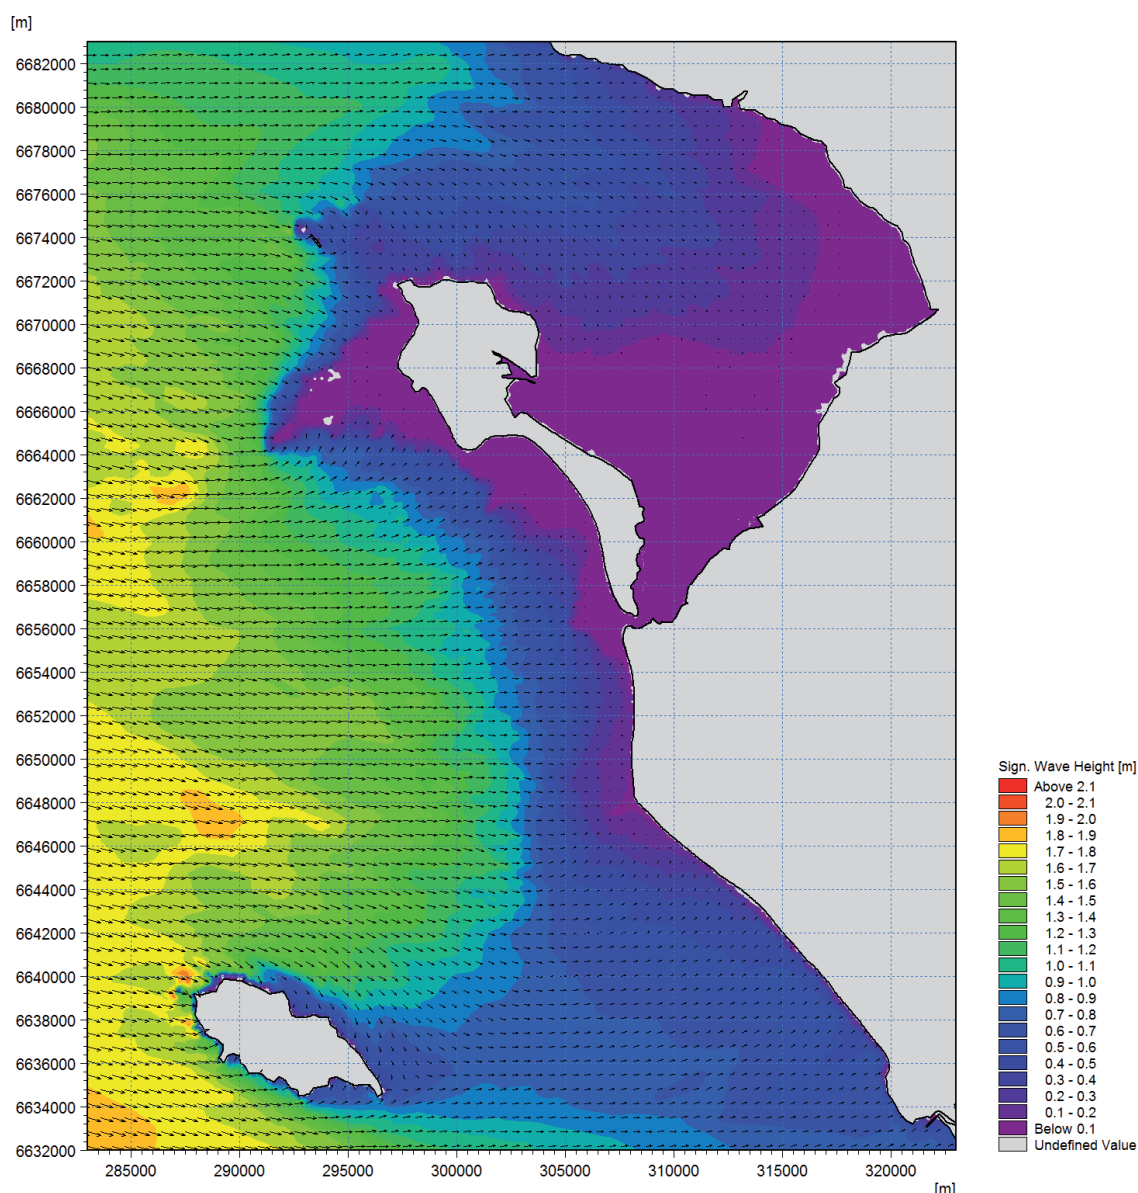 [m]
6682000
6680000
6678000
6676000
6674000
6672000
6670000
6668000
6666000
6664000
6662000
6660000
6658000
6656000
6654000
6652000
6650000
6648000
6646000
6644000
6642000
6640000
6638000
6636000
6634000
6632000
285000 290000 295000 300000 305000 310000 315000 320000
[m]
Sign. Wave Height [m]
Above 2.1
2.0 - 2.1
1.9 - 2.0
1.8 - 1.9
1.7 - 1.8
1.6 - 1.7
1.5 - 1.6
1.4 - 1.5
1.3 - 1.4
1.2 - 1.3
1.1 - 1.2
1.0 - 1.1
0.9 - 1.0
0.8 - 0.9
0.7 - 0.8
0.6 - 0.7
0.5 - 0.6
0.4 - 0.5
0.3 - 0.4
0.2 - 0.3
0.1 - 0.2
Below 0.1
Undefined Value